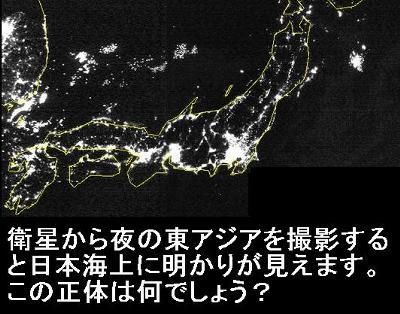 衛星から夜の東アジアを撮影する
と日本海上に明かりが見えます。
この正体は何でしょう？